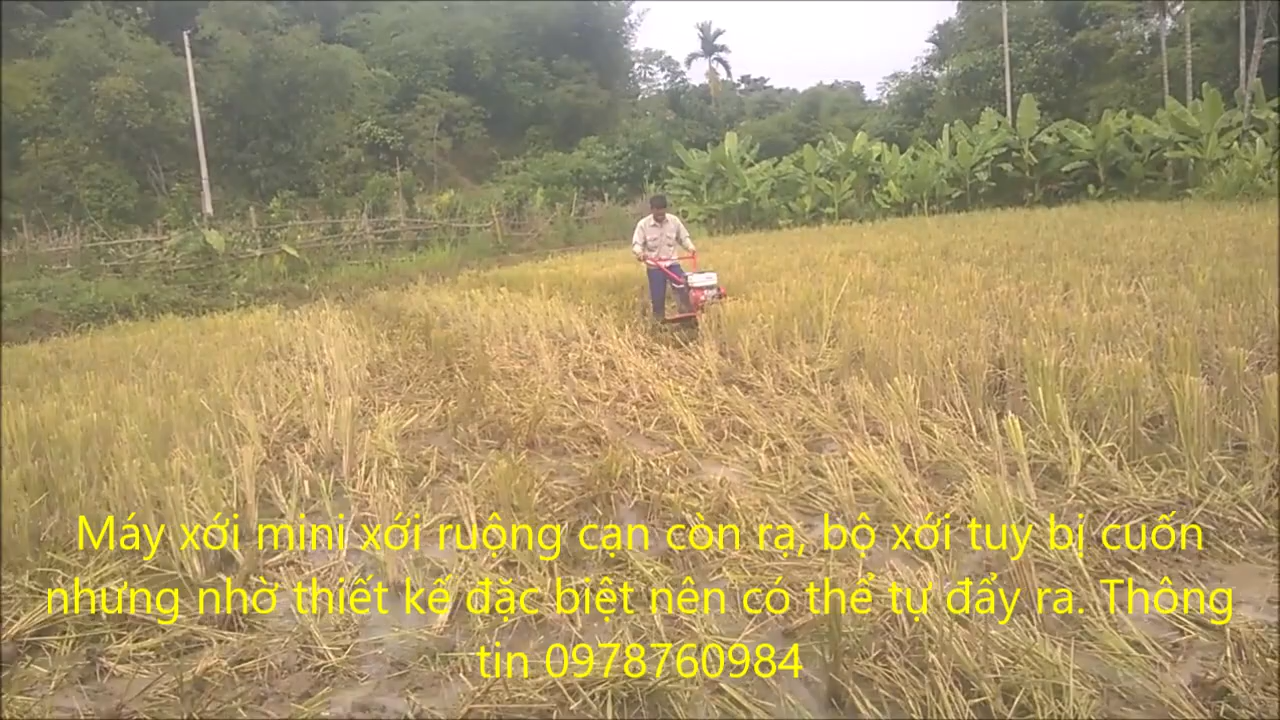 Máy xới mini xới ruộng cạn còn rạ, bộ xới tuy bị cuốn
nhưng nhờ thiết kế đặc biệt nên có thể tự đẩy ra. Thông
tin 0978760984